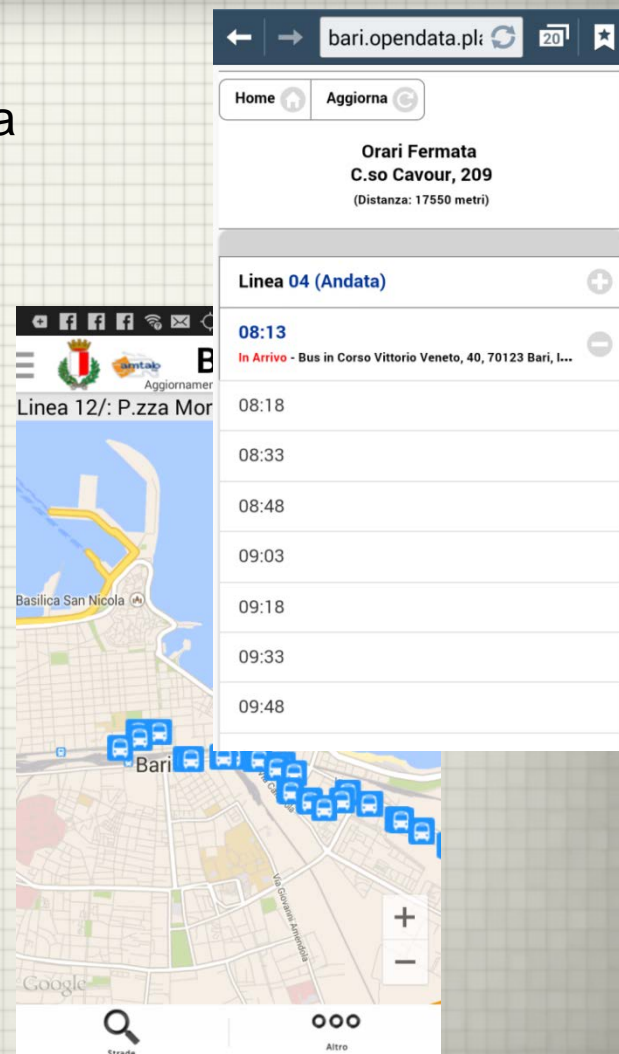 a
bari.opendata.pla
20
Home
Aggiorna
Orari Fermata
C.so Cavour, 209
(Distanza: 17550 metri)
Linea 04 (Andata)
08:13
In Arrivo - Bus in Corso Vittorio Veneto, 40, 70123 Bari, I...
08:18
08:33
08:48
09:03
09:18
09:33
09:48
amtab
B
Aggiornamen
Linea 12/: P.zza Mor
Basilica San Nicola
Bari
Via Giovanni Amendola
+
−
Google
Strade
Altro